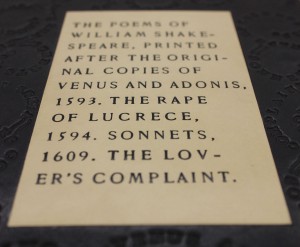 THE POEMS OF
WILLIAM SHAKE-
SPEARE, PRINTED
AFTER THE ORIGI-
NAL COPIES OF
VENUS AND ADONIS,
1593. THE RAPE
OF LUCRECE,
1594. SONNETS,
1609. THE LOV-
ER'S COMPLAINT.